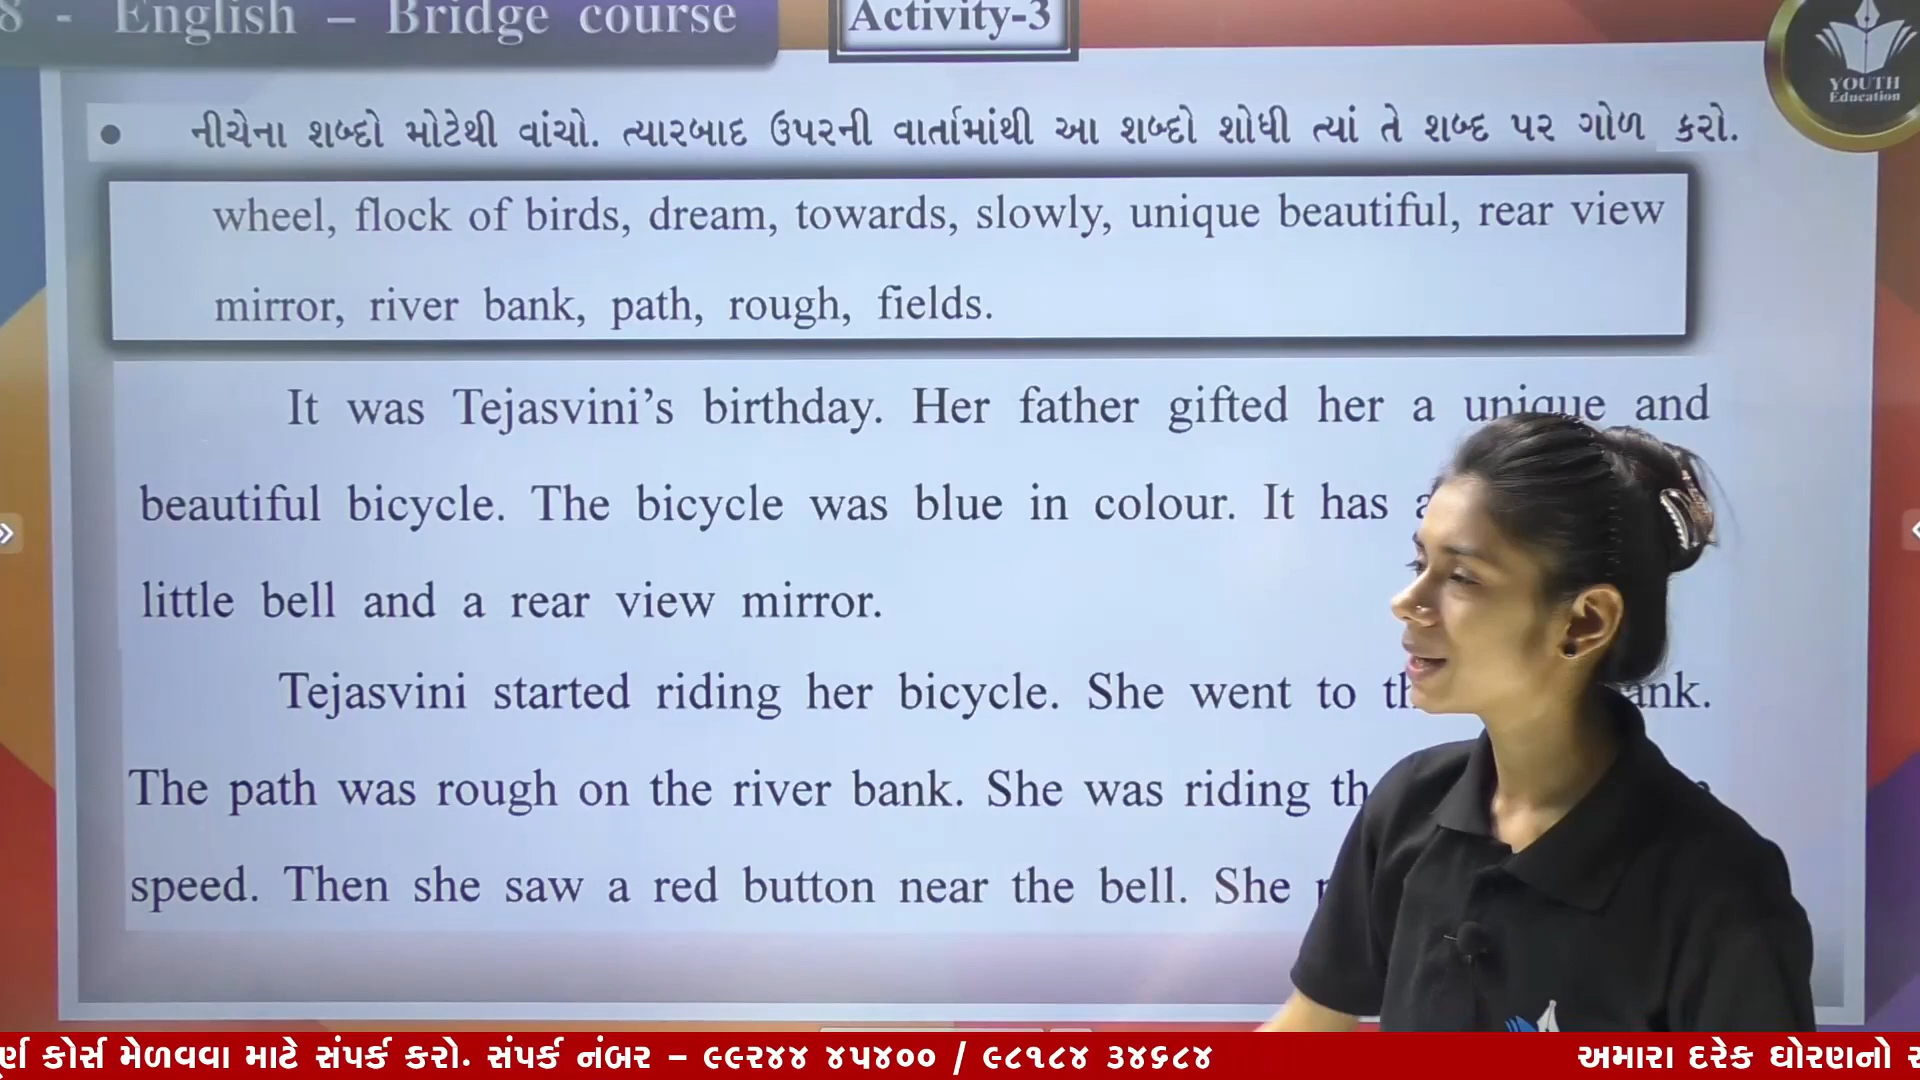 8 - English – Bridge course
Activity-3
YOUTH
Education
• નીચેના શબ્દો મોટેથી વાંચો. ત્યારબાદ ઉપરની વાર્તામાંથી આ શબ્દો શોધી ત્યાં તે શબ્દ પર ગોળ કરો.
wheel, flock of birds, dream, towards, slowly, unique beautiful, rear view
mirror, river bank, path, rough, fields.
It was Tejasvini’s birthday. Her father gifted her a unique and
beautiful bicycle. The bicycle was blue in colour. It has
little bell and a rear view mirror.
Tejasvini started riding her bicycle. She went to
The path was rough on the river bank. She was riding
speed. Then she saw a red button near the bell. She
કોર્સ મેળવવા માટે સંપર્ક કરો. સંપર્ક નંબર – ૯૯૨૪૪ ૪૫૪૦૦ / ૯૮૧૮૪ ૩૪૬૮૪ અમારા દરેક ધોરણનો